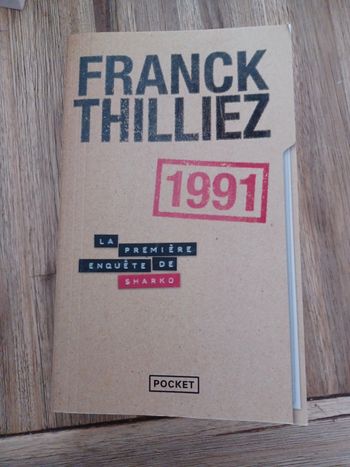 FRANCK
THILLIEZ
1991
LA
PREMIÈRE
ENQUÊTE DE
SHARKO
POCKET